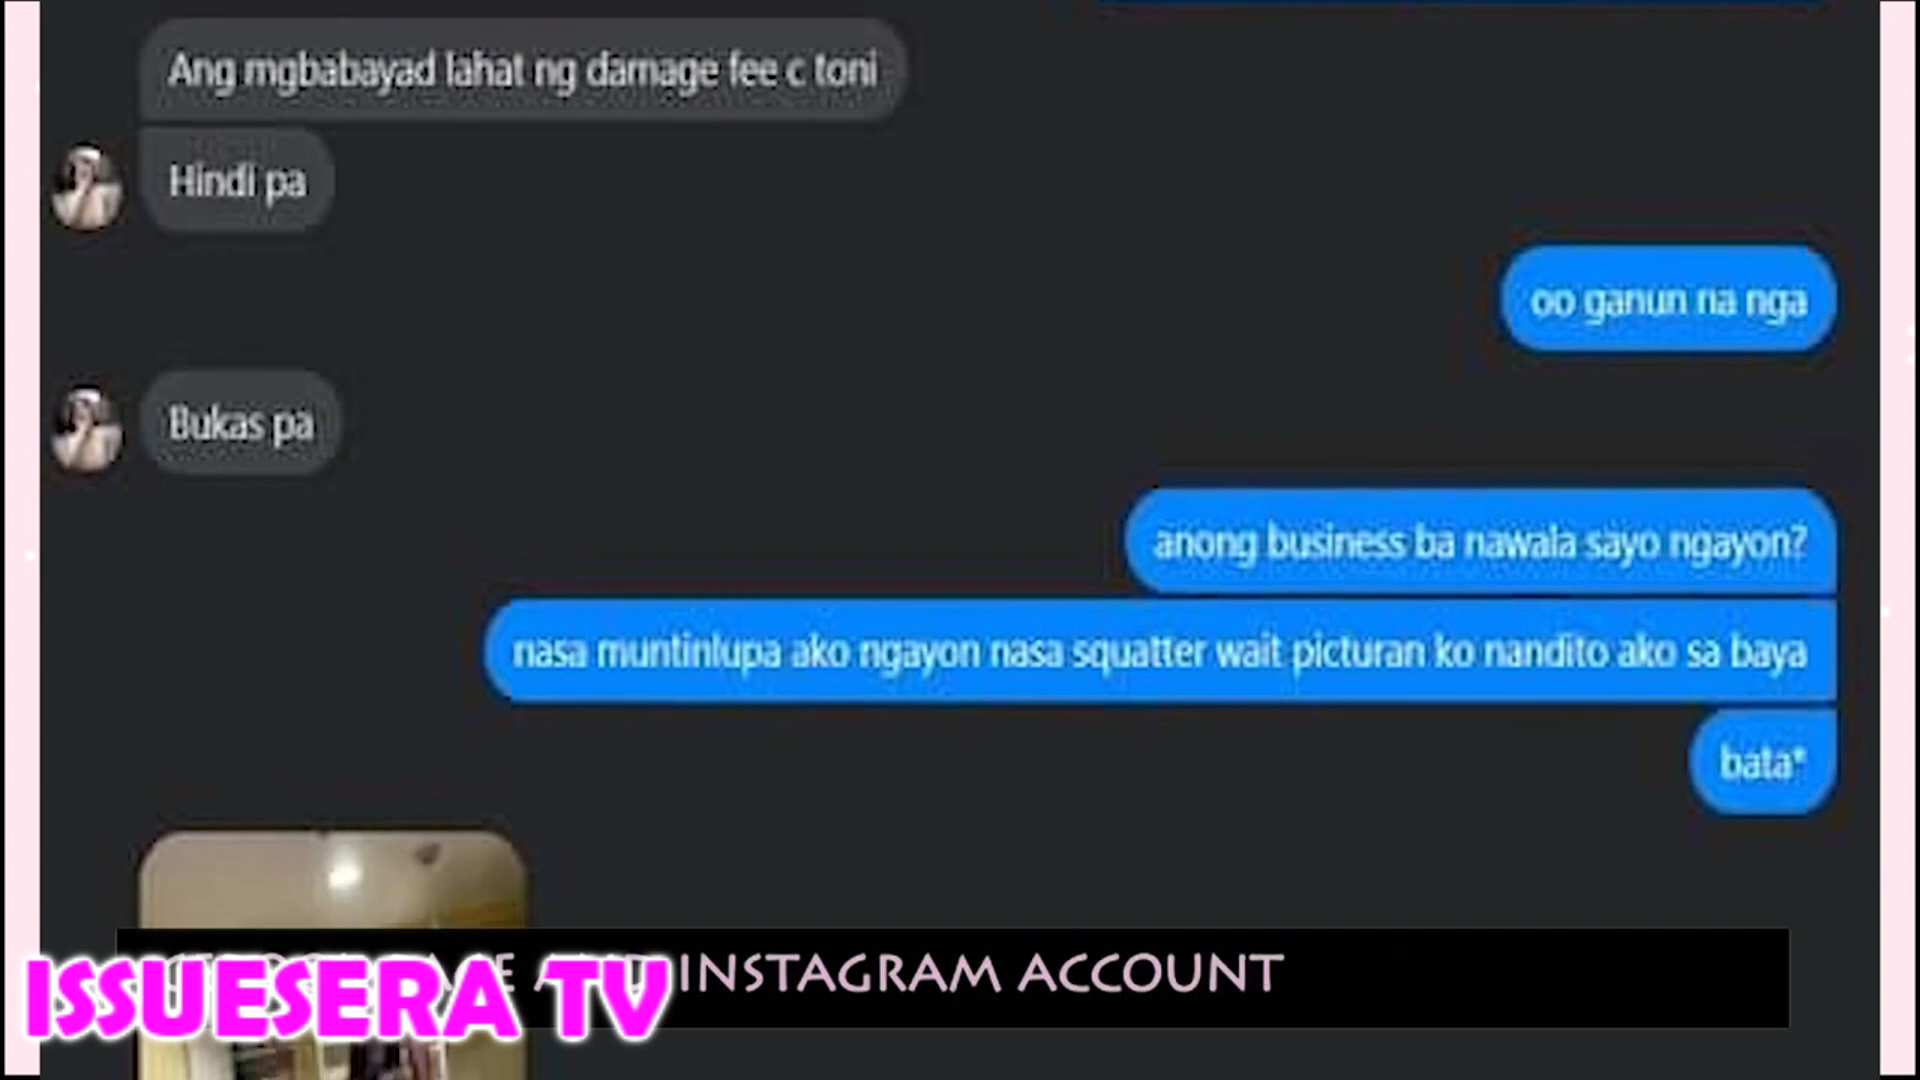 Ang mgbabayad lahat ng damage fee c toni
Hindi pa
oo ganun na nga
Bukas pa
anong business ba nawala sayo ngayon?
nasa muntinlupa ako ngayon nasa squatter wait picturan ko nandito ako sa baya
bata*
INSTAGRAM ACCOUNT
ISSUESERA TV